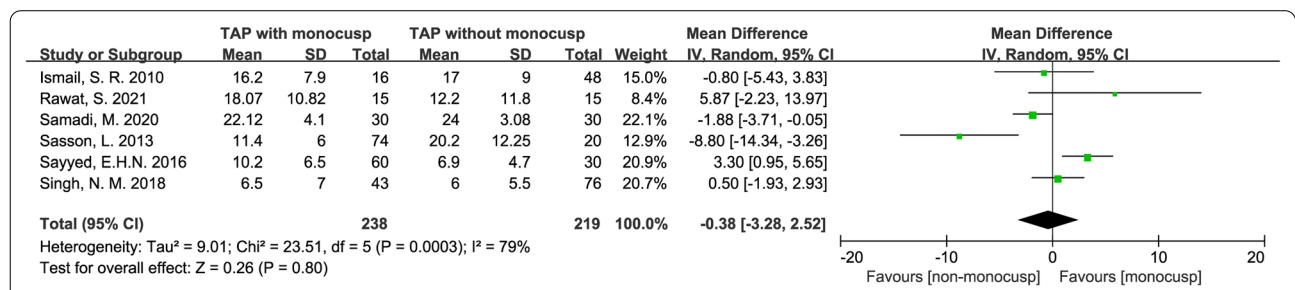 TAP with monocusp TAP without monocusp Mean Difference Mean Difference
Study or Subgroup Mean SD Total Mean SD Total Weight IV, Random, 95% CI IV, Random, 95% CI
Ismail, S. R. 2010 16.2 7.9 16 17 9 48 15.0% -0.80 [-5.43, 3.83]
Rawat, S. 2021 18.07 10.82 15 12.2 11.8 15 8.4% 5.87 [-2.23, 13.97]
Samadi, M. 2020 22.12 4.1 30 24 3.08 30 22.1% -1.88 [-3.71, -0.05]
Sasson, L. 2013 11.4 6 74 20.2 12.25 20 12.9% -8.80 [-14.34, -3.26]
Sayyed, E.H.N. 2016 10.2 6.5 60 6.9 4.7 30 20.9% 3.30 [0.95, 5.65]
Singh, N. M. 2018 6.5 7 43 6 5.5 76 20.7% 0.50 [-1.93, 2.93]
Total (95% CI) 238 219 100.0% -0.38 [-3.28, 2.52]
Heterogeneity: Tau² = 9.01; Chi² = 23.51, df = 5 (P = 0.0003); I² = 79%
Test for overall effect: Z = 0.26 (P = 0.80)
-20 -10 0 10 20
Favours [non-monocusp] Favours [monocusp]